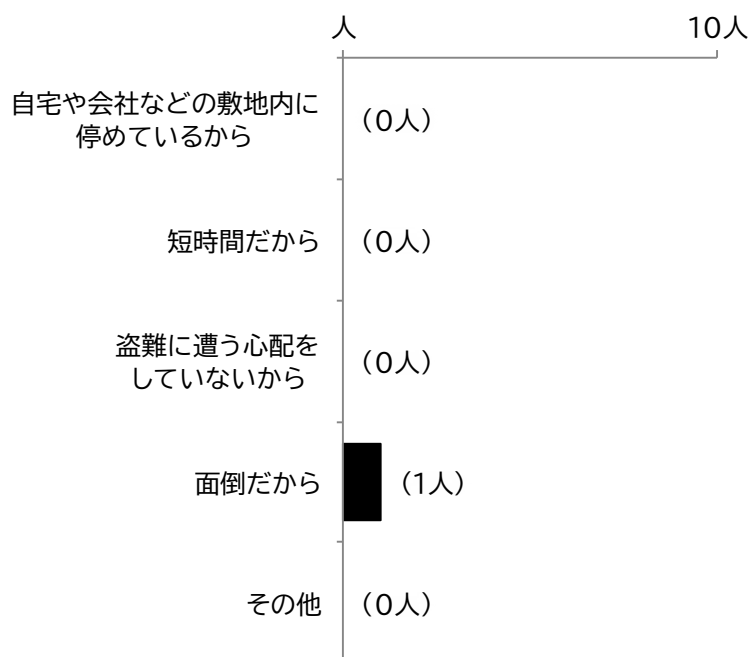 人 10人
自宅や会社などの敷地内に
停めているから
（0人）
短時間だから （0人）
盗難に遭う心配を
していないから
（0人）
面倒だから （1人）
その他 （0人）